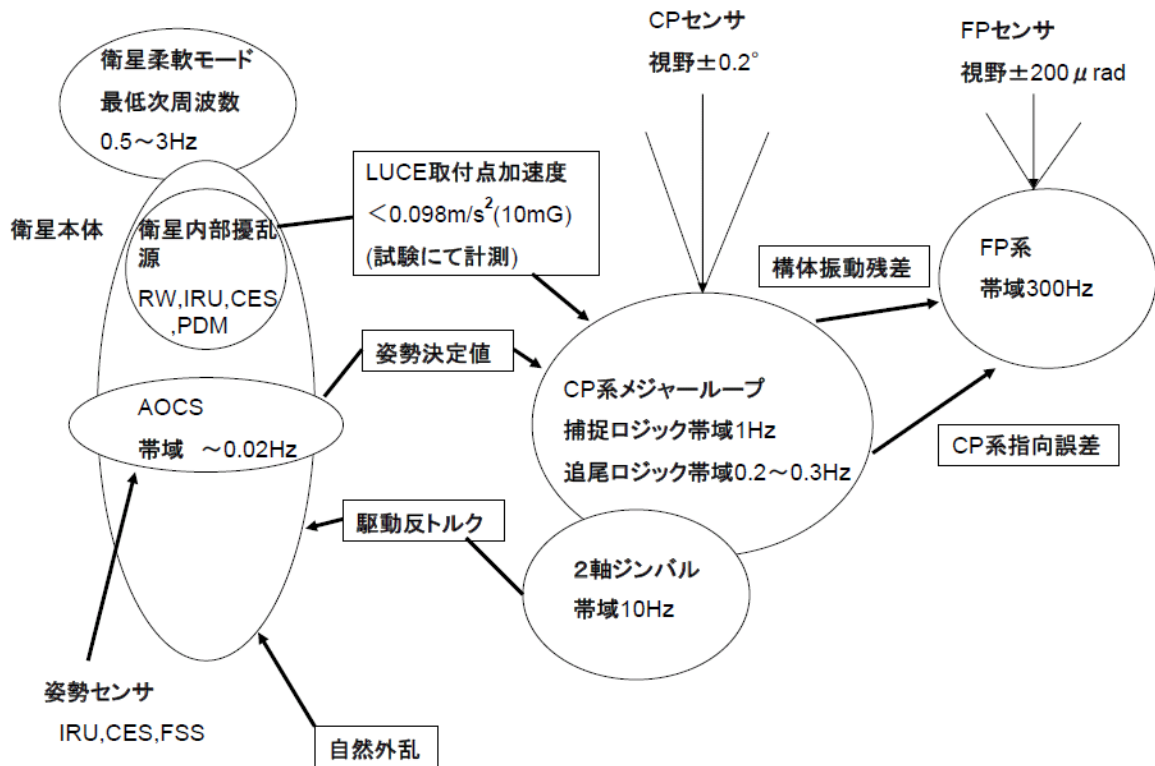 衛星柔軟モード
最低次周波数
0.5～3Hz
衛星本体
衛星内部擾乱
源
RW,IRU,CES
,PDM
AOCS
帯域　～0.02Hz
姿勢センサ
IRU,CES,FSS
LUCE取付点加速度
＜0.098m/s²(10mG)
(試験にて計測)
姿勢決定値
駆動反トルク
自然外乱
CPセンサ
視野±0.2°
CP系メジャーループ
捕捉ロジック帯域1Hz
追尾ロジック帯域0.2～0.3Hz
２軸ジンバル
帯域10Hz
構体振動残差
CP系指向誤差
FPセンサ
視野±200μrad
FP系
帯域300Hz